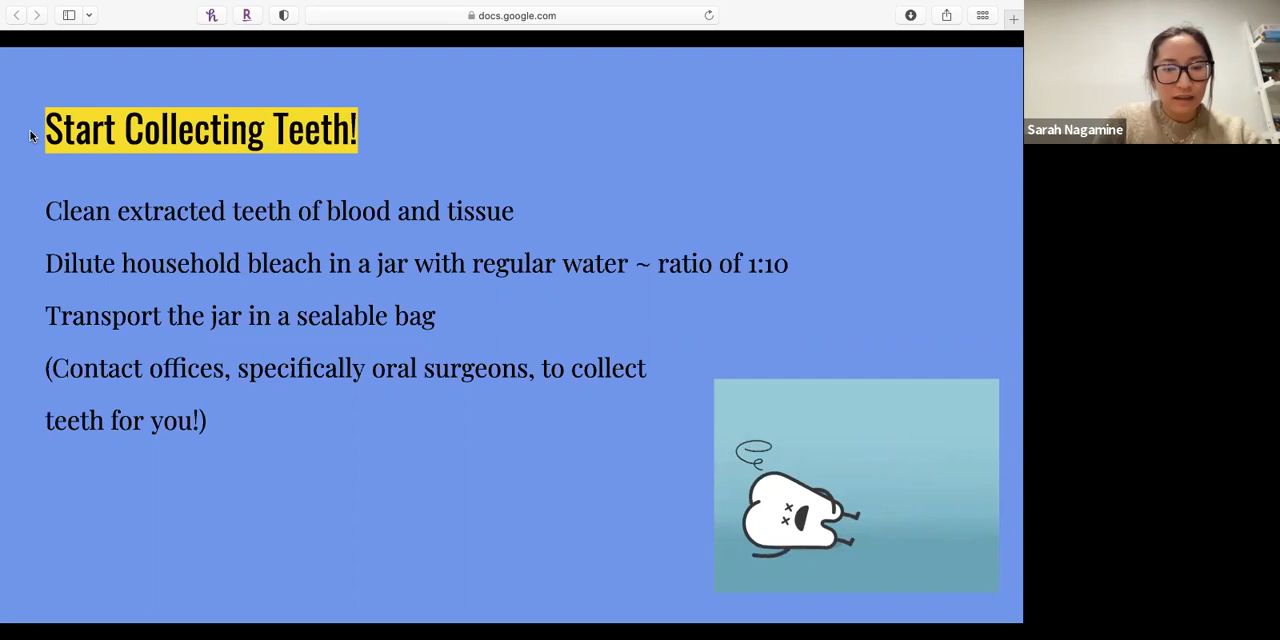 docs.google.com
Start Collecting Teeth!
Clean extracted teeth of blood and tissue
Dilute household bleach in a jar with regular water ~ ratio of 1:10
Transport the jar in a sealable bag
(Contact offices, specifically oral surgeons, to collect
teeth for you!)
Sarah Nagamine